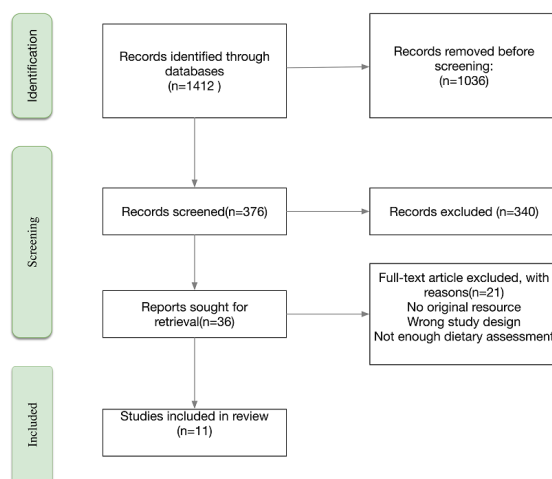 Identification
Records identified through
databases
(n=1412 )
Records removed before
screening:
(n=1036)
Screening
Records screened(n=376)
Records excluded (n=340)
Reports sought for
retrieval(n=36)
Full-text article excluded, with
reasons(n=21)
No original resource
Wrong study design
Not enough dietary assessment
Included
Studies included in review
(n=11)